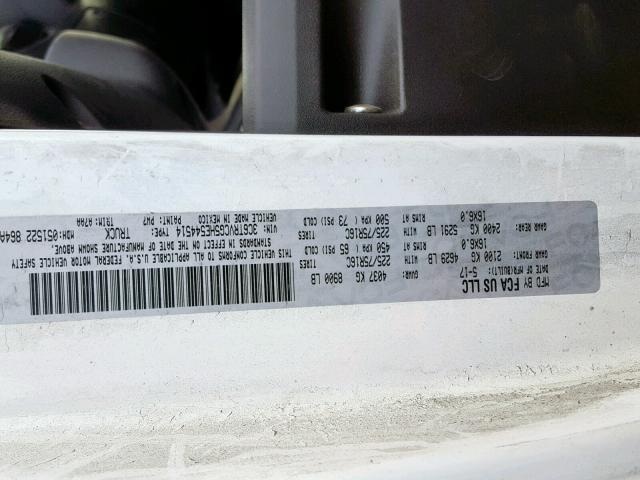 MFD BY: FCA US LLC
DATE OF MFR(BUILT): 5-17 GVWR: 4037 KG 8900 LB
GAWR FRONT: 2100 KG 4629 LB WITH 225/75R16C TIRES
16X6.0 RIMS AT 450 KPA ( 65 PSI) COLD
GAWR REAR: 2400 KG 5291 LB WITH 225/75R16C TIRES
16X6.0 RIMS AT 500 KPA ( 73 PSI) COLD
THIS VEHICLE CONFORMS TO ALL APPLICABLE U.S.A. FEDERAL MOTOR VEHICLE SAFETY
STANDARDS IN EFFECT ON THE DATE OF MANUFACTURE SHOWN ABOVE.
VIN: 3C6TRVCG5HE544514 TYPE: TRUCK MDH:051522 864A
VEHICLE MADE IN MEXICO PAINT: PW7 TRIM: A7AA